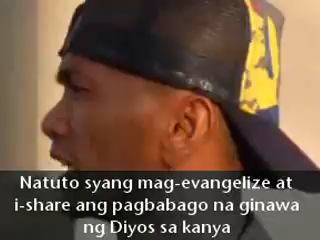 Natuto syang mag-evangelize at
i-share ang pagbabago na ginawa
ng Diyos sa kanya